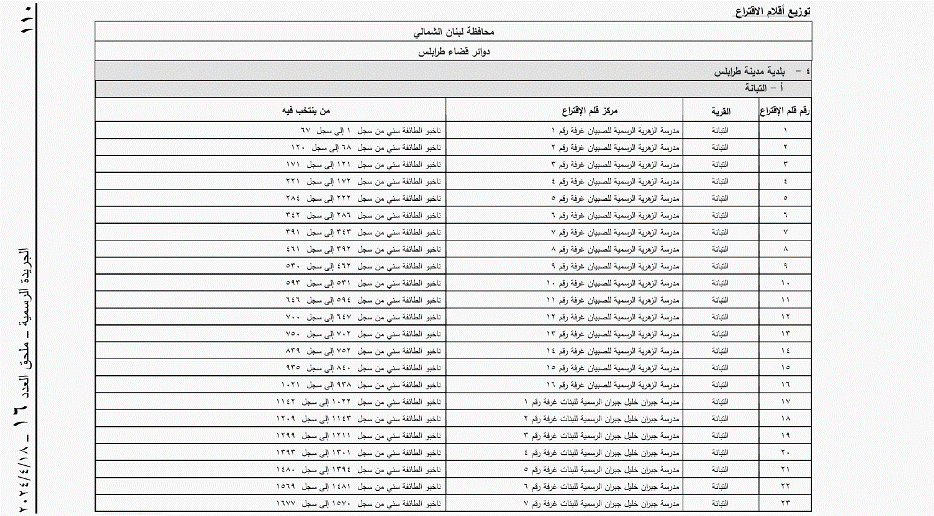 توزيع أقلام الاقتراع
محافظة لبنان الشمالي
دوائر قضاء طرابلس
٤ - بلدية مدينة طرابلس
أ - التبانة
رقم قلم الإقتراع القرية مركز قلم الإقتراع من ينتخب فيه
١ التبانة مدرسة الزهرية الرسمية للصبيان غرفة رقم ١ ناخبو الطائفة سني من سجل ١ إلى سجل ٦٧
٢ التبانة مدرسة الزهرية الرسمية للصبيان غرفة رقم ٢ ناخبو الطائفة سني من سجل ٦٨ إلى سجل ١٢٠
٣ التبانة مدرسة الزهرية الرسمية للصبيان غرفة رقم ٣ ناخبو الطائفة سني من سجل ١٢١ إلى سجل ١٧١
٤ التبانة مدرسة الزهرية الرسمية للصبيان غرفة رقم ٤ ناخبو الطائفة سني من سجل ١٧٢ إلى سجل ٢٢١
٥ التبانة مدرسة الزهرية الرسمية للصبيان غرفة رقم ٥ ناخبو الطائفة سني من سجل ٢٢٢ إلى سجل ٢٨٤
٦ التبانة مدرسة الزهرية الرسمية للصبيان غرفة رقم ٦ ناخبو الطائفة سني من سجل ٢٨٦ إلى سجل ٣٤٢
٧ التبانة مدرسة الزهرية الرسمية للصبيان غرفة رقم ٧ ناخبو الطائفة سني من سجل ٣٤٣ إلى سجل ٣٩١
٨ التبانة مدرسة الزهرية الرسمية للصبيان غرفة رقم ٨ ناخبو الطائفة سني من سجل ٣٩٢ إلى سجل ٤٦١
٩ التبانة مدرسة الزهرية الرسمية للصبيان غرفة رقم ٩ ناخبو الطائفة سني من سجل ٤٦٢ إلى سجل ٥٣٠
١٠ التبانة مدرسة الزهرية الرسمية للصبيان غرفة رقم ١٠ ناخبو الطائفة سني من سجل ٥٣١ إلى سجل ٥٩٣
١١ التبانة مدرسة الزهرية الرسمية للصبيان غرفة رقم ١١ ناخبو الطائفة سني من سجل ٥٩٤ إلى سجل ٦٤٦
١٢ التبانة مدرسة الزهرية الرسمية للصبيان غرفة رقم ١٢ ناخبو الطائفة سني من سجل ٦٤٧ إلى سجل ٧٠٠
١٣ التبانة مدرسة الزهرية الرسمية للصبيان غرفة رقم ١٣ ناخبو الطائفة سني من سجل ٧٠٢ إلى سجل ٧٥٠
١٤ التبانة مدرسة الزهرية الرسمية للصبيان غرفة رقم ١٤ ناخبو الطائفة سني من سجل ٧٥٢ إلى سجل ٨٣٩
١٥ التبانة مدرسة الزهرية الرسمية للصبيان غرفة رقم ١٥ ناخبو الطائفة سني من سجل ٨٤٠ إلى سجل ٩٣٥
١٦ التبانة مدرسة الزهرية الرسمية للصبيان غرفة رقم ١٦ ناخبو الطائفة سني من سجل ٩٣٨ إلى سجل ١٠٢١
١٧ التبانة مدرسة جبران خليل جبران الرسمية للبنات غرفة رقم ١ ناخبو الطائفة سني من سجل ١٠٢٢ إلى سجل ١١٤٢
١٨ التبانة مدرسة جبران خليل جبران الرسمية للبنات غرفة رقم ٢ ناخبو الطائفة سني من سجل ١١٤٣ إلى سجل ١٢٠٩
١٩ التبانة مدرسة جبران خليل جبران الرسمية للبنات غرفة رقم ٣ ناخبو الطائفة سني من سجل ١٢١١ إلى سجل ١٢٩٩
٢٠ التبانة مدرسة جبران خليل جبران الرسمية للبنات غرفة رقم ٤ ناخبو الطائفة سني من سجل ١٣٠١ إلى سجل ١٣٩٣
٢١ التبانة مدرسة جبران خليل جبران الرسمية للبنات غرفة رقم ٥ ناخبو الطائفة سني من سجل ١٣٩٤ إلى سجل ١٤٨٠
٢٢ التبانة مدرسة جبران خليل جبران الرسمية للبنات غرفة رقم ٦ ناخبو الطائفة سني من سجل ١٤٨١ إلى سجل ١٥٦٩
٢٣ التبانة مدرسة جبران خليل جبران الرسمية للبنات غرفة رقم ٧ ناخبو الطائفة سني من سجل ١٥٧٠ إلى سجل ١٦٧٧
١١٠
الجريدة الرسمية – ملحق العدد ١٦ – ٢٠٢٤/٤/١٨